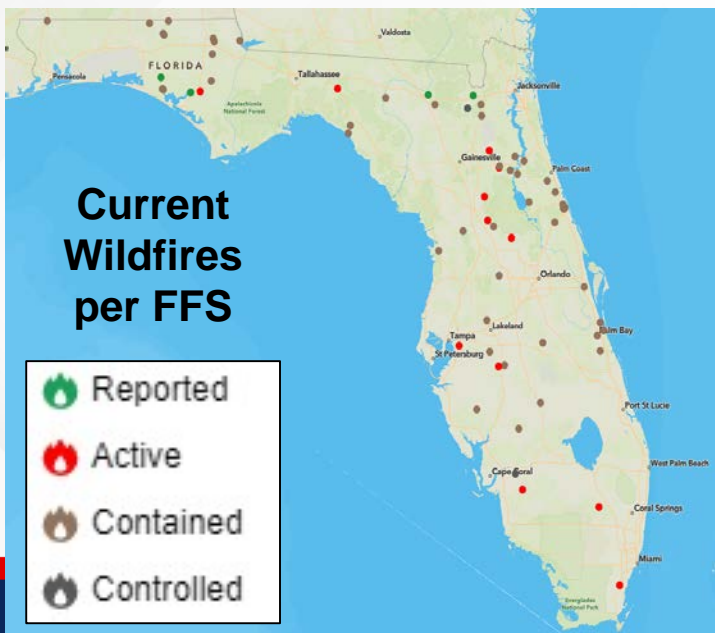 Valdosta
FLORIDA
Pensacola
Tallahassee
Jacksonville
Apalachicola
National Forest
Gainesville
Palm Coast
Current
Wildfires
per FFS
Orlando
Lakeland
Tampa
St Petersburg
Palm Bay
Reported
Active
Contained
Controlled
Port St Lucie
Cape Coral
West Palm Beach
Coral Springs
Miami
Everglades
National Park